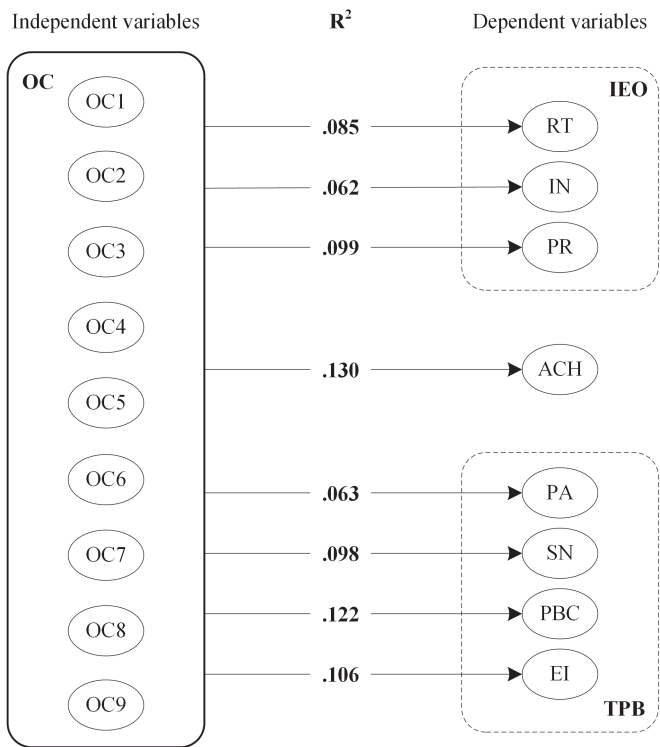 Independent variables R² Dependent variables
OC IEO
OC1
.085 RT
OC2
.062 IN
OC3
.099 PR
OC4
.130 ACH
OC5
OC6
.063 PA
OC7
.098 SN
OC8
.122 PBC
.106 EI
OC9
TPB